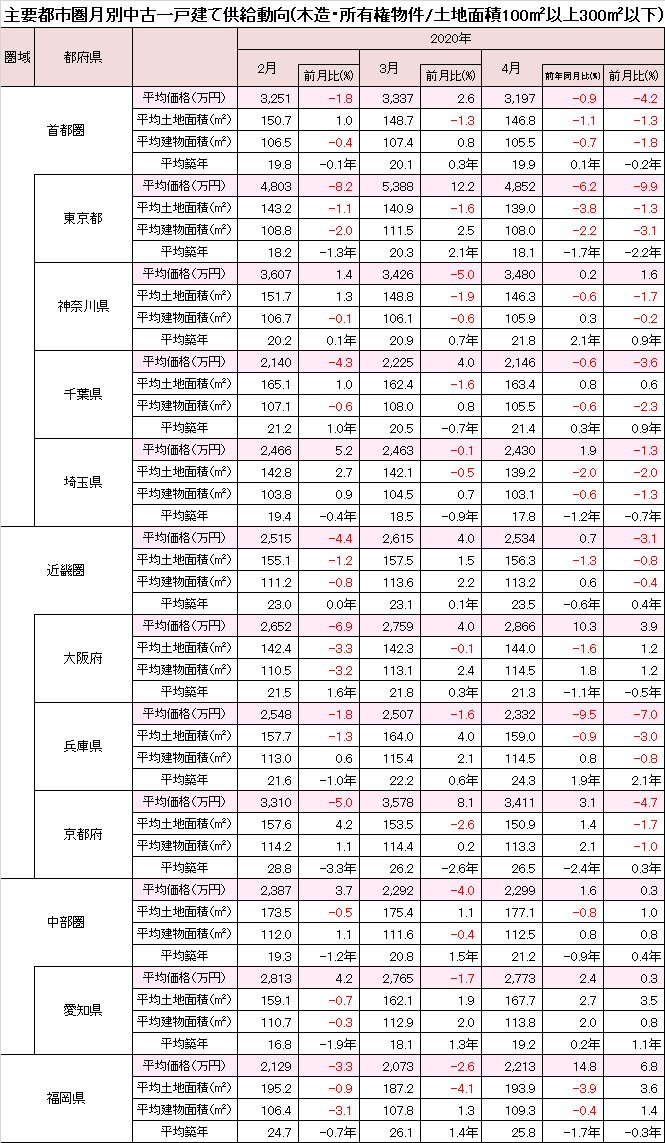 主要都市圏月別中古一戸建て供給動向(木造・所有権物件/土地面積100㎡以上300㎡以下)
圏域 都府県 2020年
2月 前月比(%) 3月 前月比(%) 4月 前年同月比(%) 前月比(%)
首都圏
平均価格(万円) 3,251 -1.8 3,337 2.6 3,197 -0.9 -4.2
平均土地面積(㎡) 150.7 1.0 148.7 -1.3 146.8 -1.1 -1.3
平均建物面積(㎡) 106.5 -0.4 107.4 0.8 105.5 -0.7 -1.8
平均築年 19.8 -0.1年 20.1 0.3年 19.9 0.1年 -0.2年
東京都
平均価格(万円) 4,803 -8.2 5,388 12.2 4,852 -6.2 -9.9
平均土地面積(㎡) 143.2 -1.1 140.9 -1.6 139.0 -3.8 -1.3
平均建物面積(㎡) 108.8 -2.0 111.5 2.5 108.0 -2.2 -3.1
平均築年 18.2 -1.3年 20.3 2.1年 18.1 -1.7年 -2.2年
神奈川県
平均価格(万円) 3,607 1.4 3,426 -5.0 3,480 0.2 1.6
平均土地面積(㎡) 151.7 1.3 148.8 -1.9 146.3 -0.6 -1.7
平均建物面積(㎡) 106.7 -0.1 106.1 -0.6 105.9 0.3 -0.2
平均築年 20.2 0.1年 20.9 0.7年 21.8 2.1年 0.9年
千葉県
平均価格(万円) 2,140 -4.3 2,225 4.0 2,146 -0.6 -3.6
平均土地面積(㎡) 165.1 1.0 162.4 -1.6 163.4 0.8 0.6
平均建物面積(㎡) 107.1 -0.6 108.0 0.8 105.5 -0.6 -2.3
平均築年 21.2 1.0年 20.5 -0.7年 21.4 0.3年 0.9年
埼玉県
平均価格(万円) 2,466 5.2 2,463 -0.1 2,430 1.9 -1.3
平均土地面積(㎡) 142.8 2.7 142.1 -0.5 139.2 -2.0 -2.0
平均建物面積(㎡) 103.8 0.9 104.5 0.7 103.1 -0.6 -1.3
平均築年 19.4 -0.4年 18.5 -0.9年 17.8 -1.2年 -0.7年
近畿圏
平均価格(万円) 2,515 -4.4 2,615 4.0 2,534 0.7 -3.1
平均土地面積(㎡) 155.1 -1.2 157.5 1.5 156.3 -1.3 -0.8
平均建物面積(㎡) 111.2 -0.8 113.6 2.2 113.2 0.6 -0.4
平均築年 23.0 0.0年 23.1 0.1年 23.5 -0.6年 0.4年
大阪府
平均価格(万円) 2,652 -6.9 2,759 4.0 2,866 10.3 3.9
平均土地面積(㎡) 142.4 -3.3 142.3 -0.1 144.0 -1.6 1.2
平均建物面積(㎡) 110.5 -3.2 113.1 2.4 114.5 1.8 1.2
平均築年 21.5 1.6年 21.8 0.3年 21.3 -1.1年 -0.5年
兵庫県
平均価格(万円) 2,548 -1.8 2,507 -1.6 2,332 -9.5 -7.0
平均土地面積(㎡) 157.7 -1.3 164.0 4.0 159.0 -0.9 -3.0
平均建物面積(㎡) 113.0 0.6 115.4 2.1 114.5 0.8 -0.8
平均築年 21.6 -1.0年 22.2 0.6年 24.3 1.9年 2.1年
京都府
平均価格(万円) 3,310 -5.0 3,578 8.1 3,411 3.1 -4.7
平均土地面積(㎡) 157.6 4.2 153.5 -2.6 150.9 1.4 -1.7
平均建物面積(㎡) 114.2 1.1 114.4 0.2 113.3 2.1 -1.0
平均築年 28.8 -3.3年 26.2 -2.6年 26.5 -2.4年 0.3年
中部圏
平均価格(万円) 2,387 3.7 2,292 -4.0 2,299 1.6 0.3
平均土地面積(㎡) 173.5 -0.5 175.4 1.1 177.1 -0.8 1.0
平均建物面積(㎡) 112.0 1.1 111.6 -0.4 112.5 0.8 0.8
平均築年 19.3 -1.2年 20.8 1.5年 21.2 -0.9年 0.4年
愛知県
平均価格(万円) 2,813 4.2 2,765 -1.7 2,773 2.4 0.3
平均土地面積(㎡) 159.1 -0.7 162.1 1.9 167.7 2.7 3.5
平均建物面積(㎡) 110.7 -0.3 112.9 2.0 113.8 2.0 0.8
平均築年 16.8 -1.9年 18.1 1.3年 19.2 0.2年 1.1年
福岡県
平均価格(万円) 2,129 -3.3 2,073 -2.6 2,213 14.8 6.8
平均土地面積(㎡) 195.2 -0.9 187.2 -4.1 193.9 -3.9 3.6
平均建物面積(㎡) 106.4 -3.1 107.8 1.3 109.3 -0.4 1.4
平均築年 24.7 -0.7年 26.1 1.4年 25.8 -1.7年 -0.3年